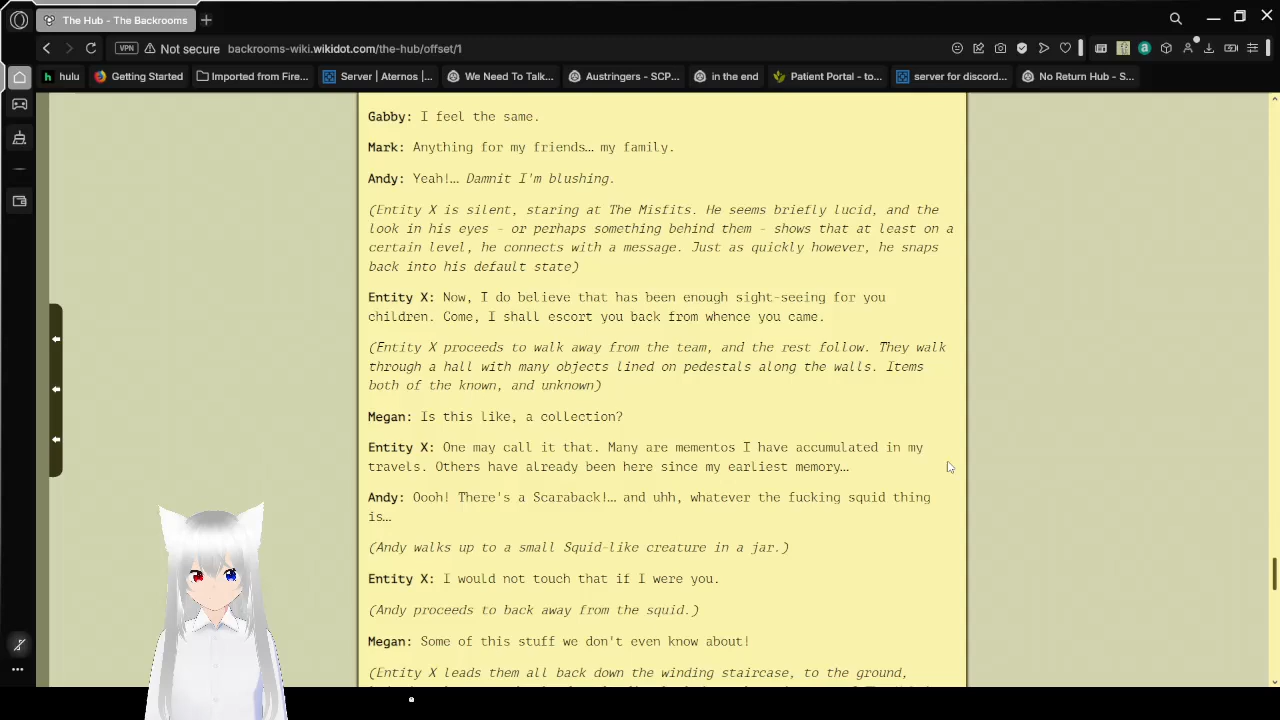 The Hub - The Backrooms
VPN Not secure backrooms-wiki.wikidot.com/the-hub/offset/1
hulu Getting Started Imported from Fire... Server | Aternos |... We Need To Talk... Austringers - SCP... in the end Patient Portal - to... server for discord... No Return Hub - S...
Gabby: I feel the same.
Mark: Anything for my friends… my family.
Andy: Yeah!… Damnit I'm blushing.
(Entity X is silent, staring at The Misfits. He seems briefly lucid, and the
look in his eyes - or perhaps something behind them - shows that at least on a
certain level, he connects with a message. Just as quickly however, he snaps
back into his default state)
Entity X: Now, I do believe that has been enough sight-seeing for you
children. Come, I shall escort you back from whence you came.
(Entity X proceeds to walk away from the team, and the rest follow. They walk
through a hall with many objects lined on pedestals along the walls. Items
both of the known, and unknown)
Megan: Is this like, a collection?
Entity X: One may call it that. Many are mementos I have accumulated in my
travels. Others have already been here since my earliest memory…
Andy: Oooh! There's a Scaraback!… and uhh, whatever the fucking squid thing
is…
(Andy walks up to a small Squid-like creature in a jar.)
Entity X: I would not touch that if I were you.
(Andy proceeds to back away from the squid.)
Megan: Some of this stuff we don't even know about!
(Entity X leads them all back down the winding staircase, to the ground,